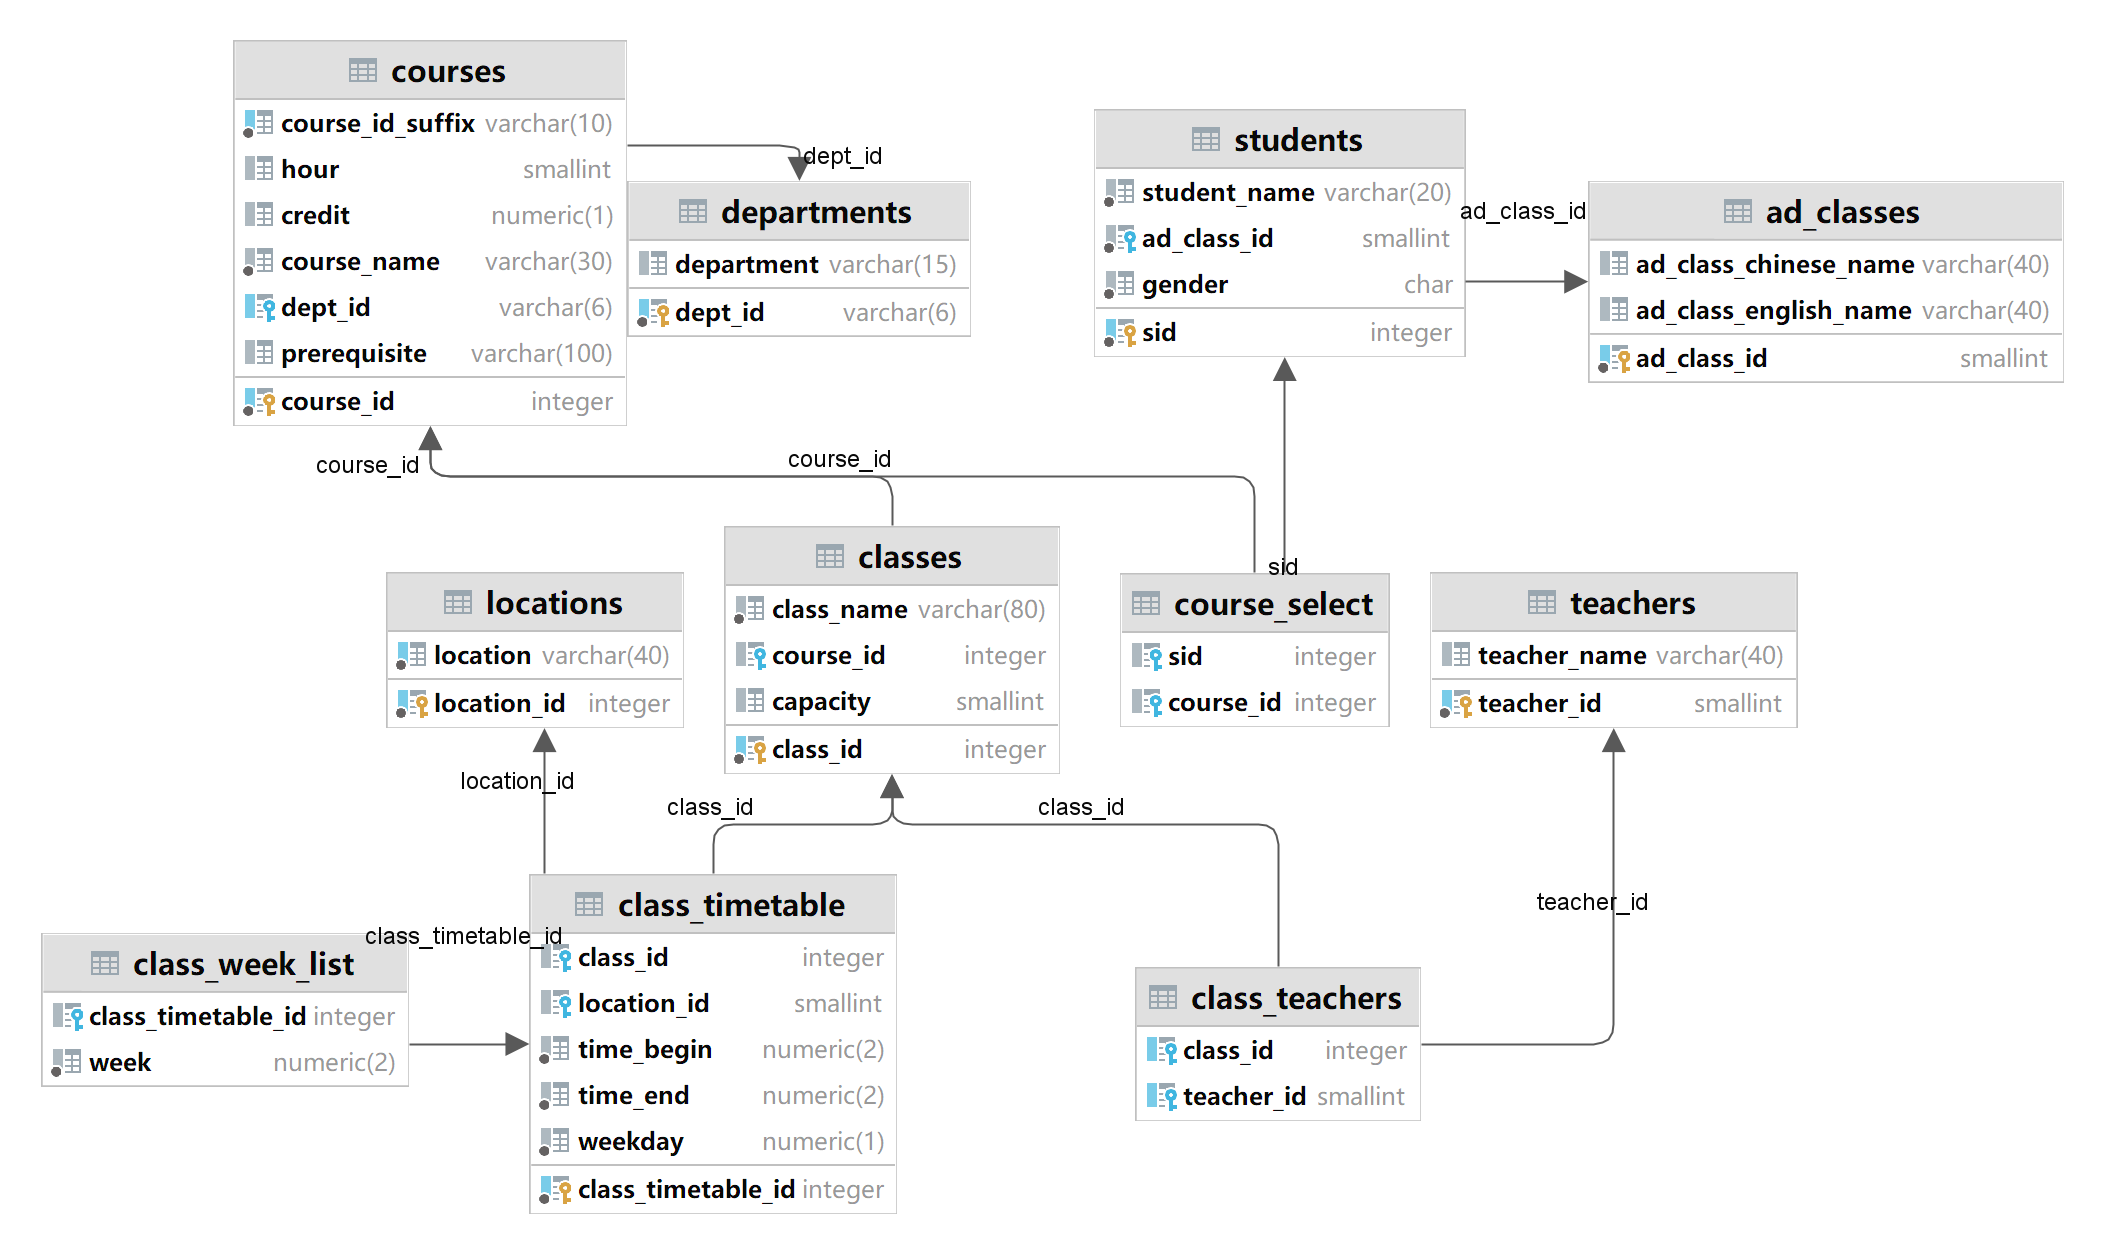 courses
course_id_suffix varchar(10)
hour smallint
credit numeric(1)
course_name varchar(30)
dept_id varchar(6)
prerequisite varchar(100)
course_id integer
dept_id
departments
department varchar(15)
dept_id varchar(6)
students
student_name varchar(20)
ad_class_id smallint
gender char
sid integer
ad_class_id
ad_classes
ad_class_chinese_name varchar(40)
ad_class_english_name varchar(40)
ad_class_id smallint
course_id
course_id
sid
locations
location varchar(40)
location_id integer
classes
class_name varchar(80)
course_id integer
capacity smallint
class_id integer
course_select
sid integer
course_id integer
teachers
teacher_name varchar(40)
teacher_id smallint
location_id
class_id
class_id
teacher_id
class_timetable_id
class_week_list
class_timetable_id integer
week numeric(2)
class_timetable
class_id integer
location_id smallint
time_begin numeric(2)
time_end numeric(2)
weekday numeric(1)
class_timetable_id integer
class_teachers
class_id integer
teacher_id smallint